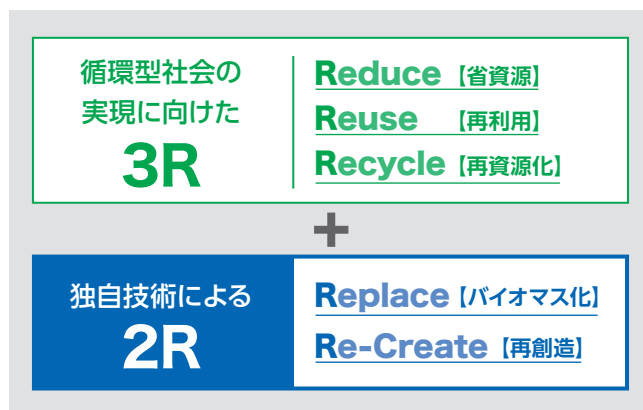 循環型社会の
実現に向けた
3R
Reduce【省資源】
Reuse【再利用】
Recycle【再資源化】
+
独自技術による
2R
Replace【バイオマス化】
Re-Create【再創造】